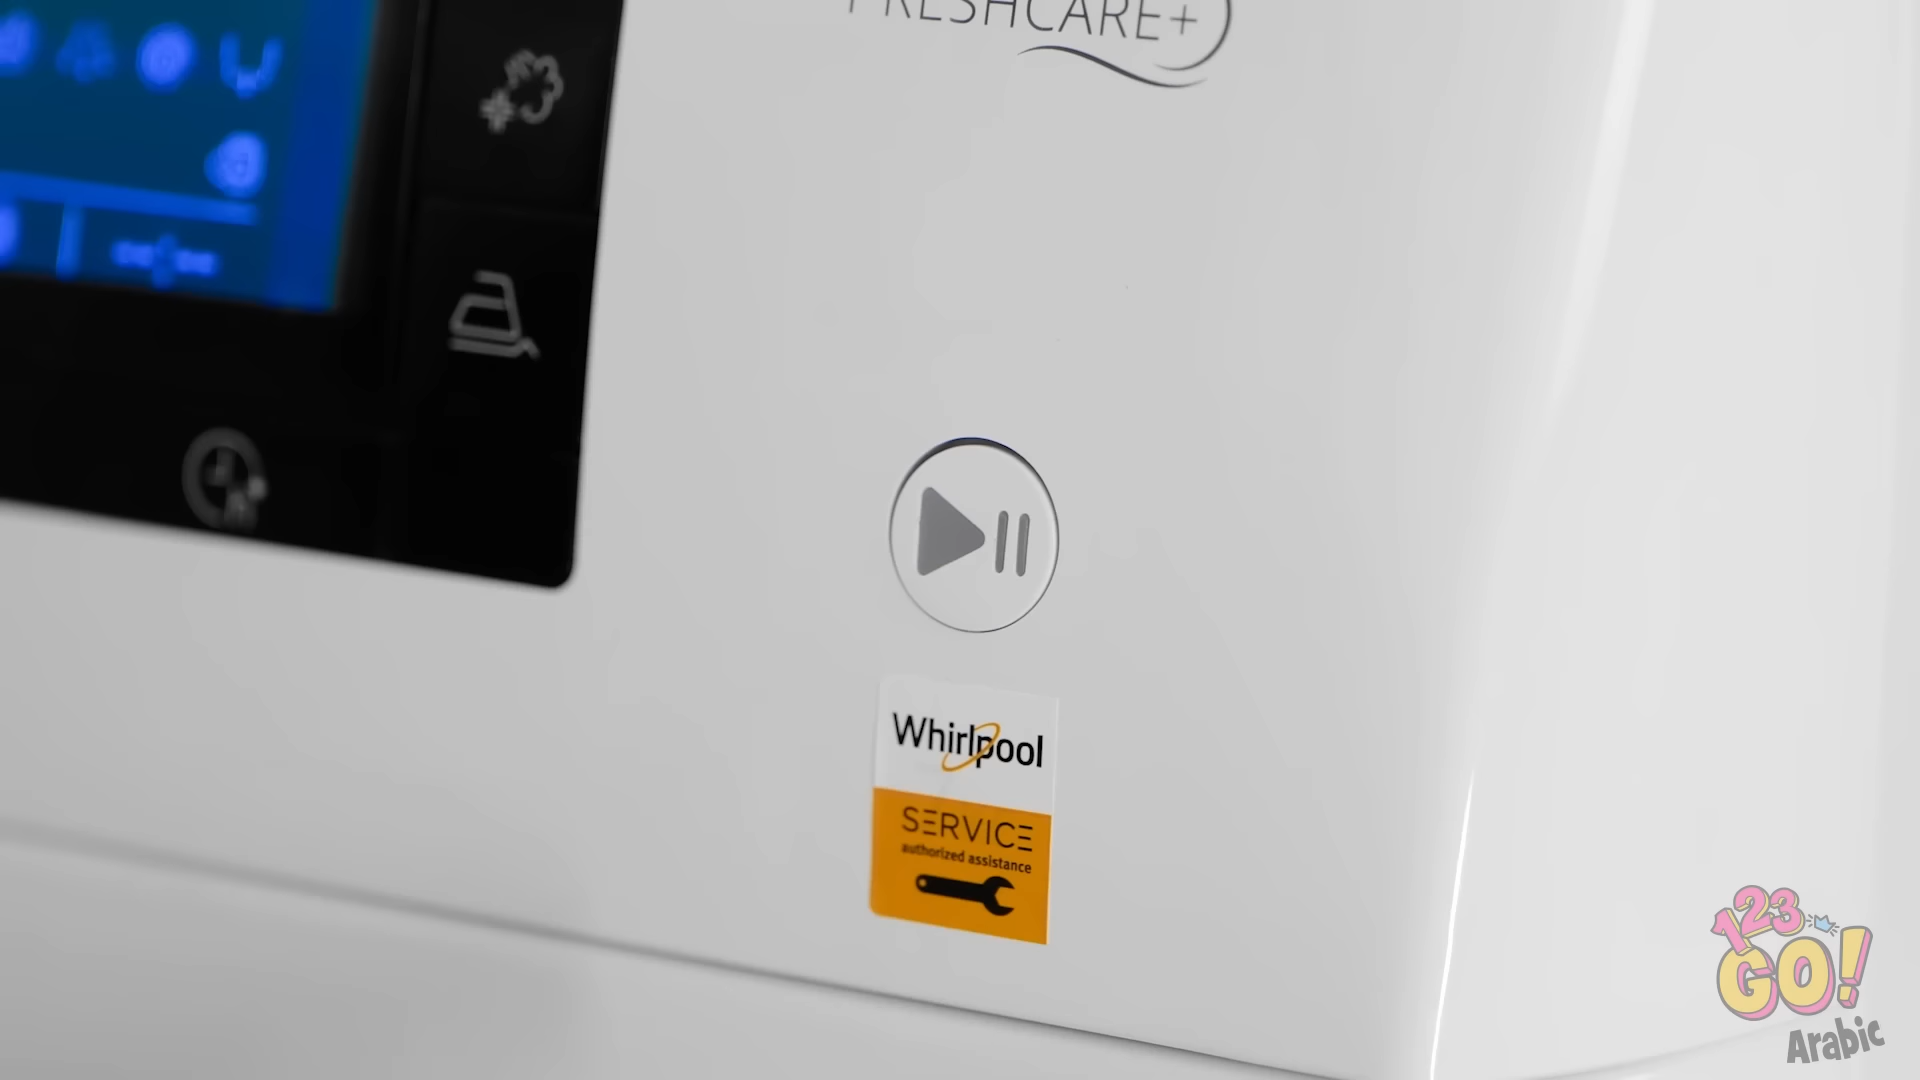 FRESHCARE+
Whirlpool
SERVICE
authorized assistance
123
GO!
Arabic